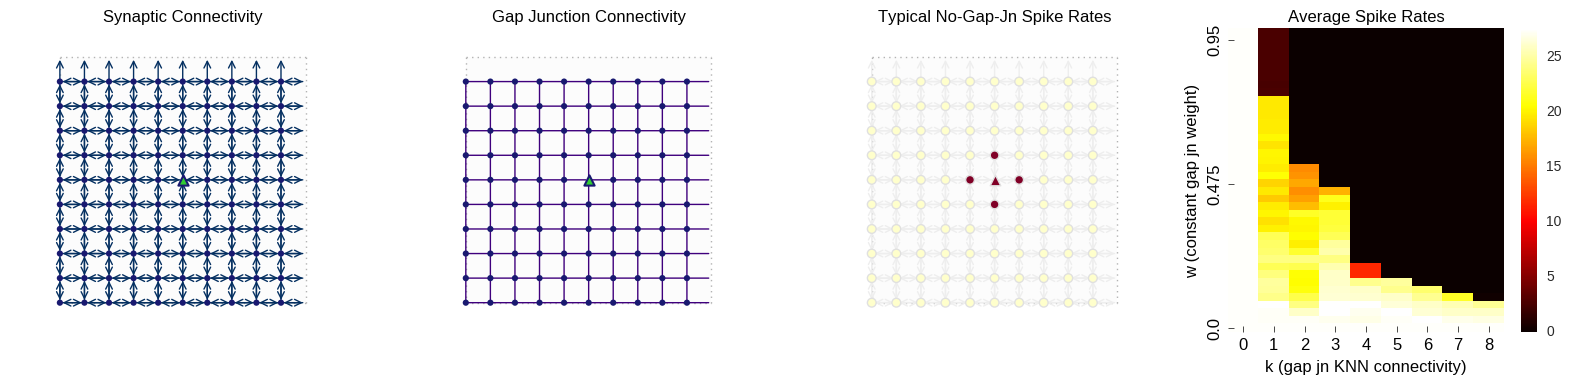 Synaptic Connectivity
Gap Junction Connectivity
Typical No-Gap-Jn Spike Rates
Average Spike Rates
w (constant gap jn weight)
0.95
0.475
0.0
0 1 2 3 4 5 6 7 8
k (gap jn KNN connectivity)
25
20
15
10
5
0